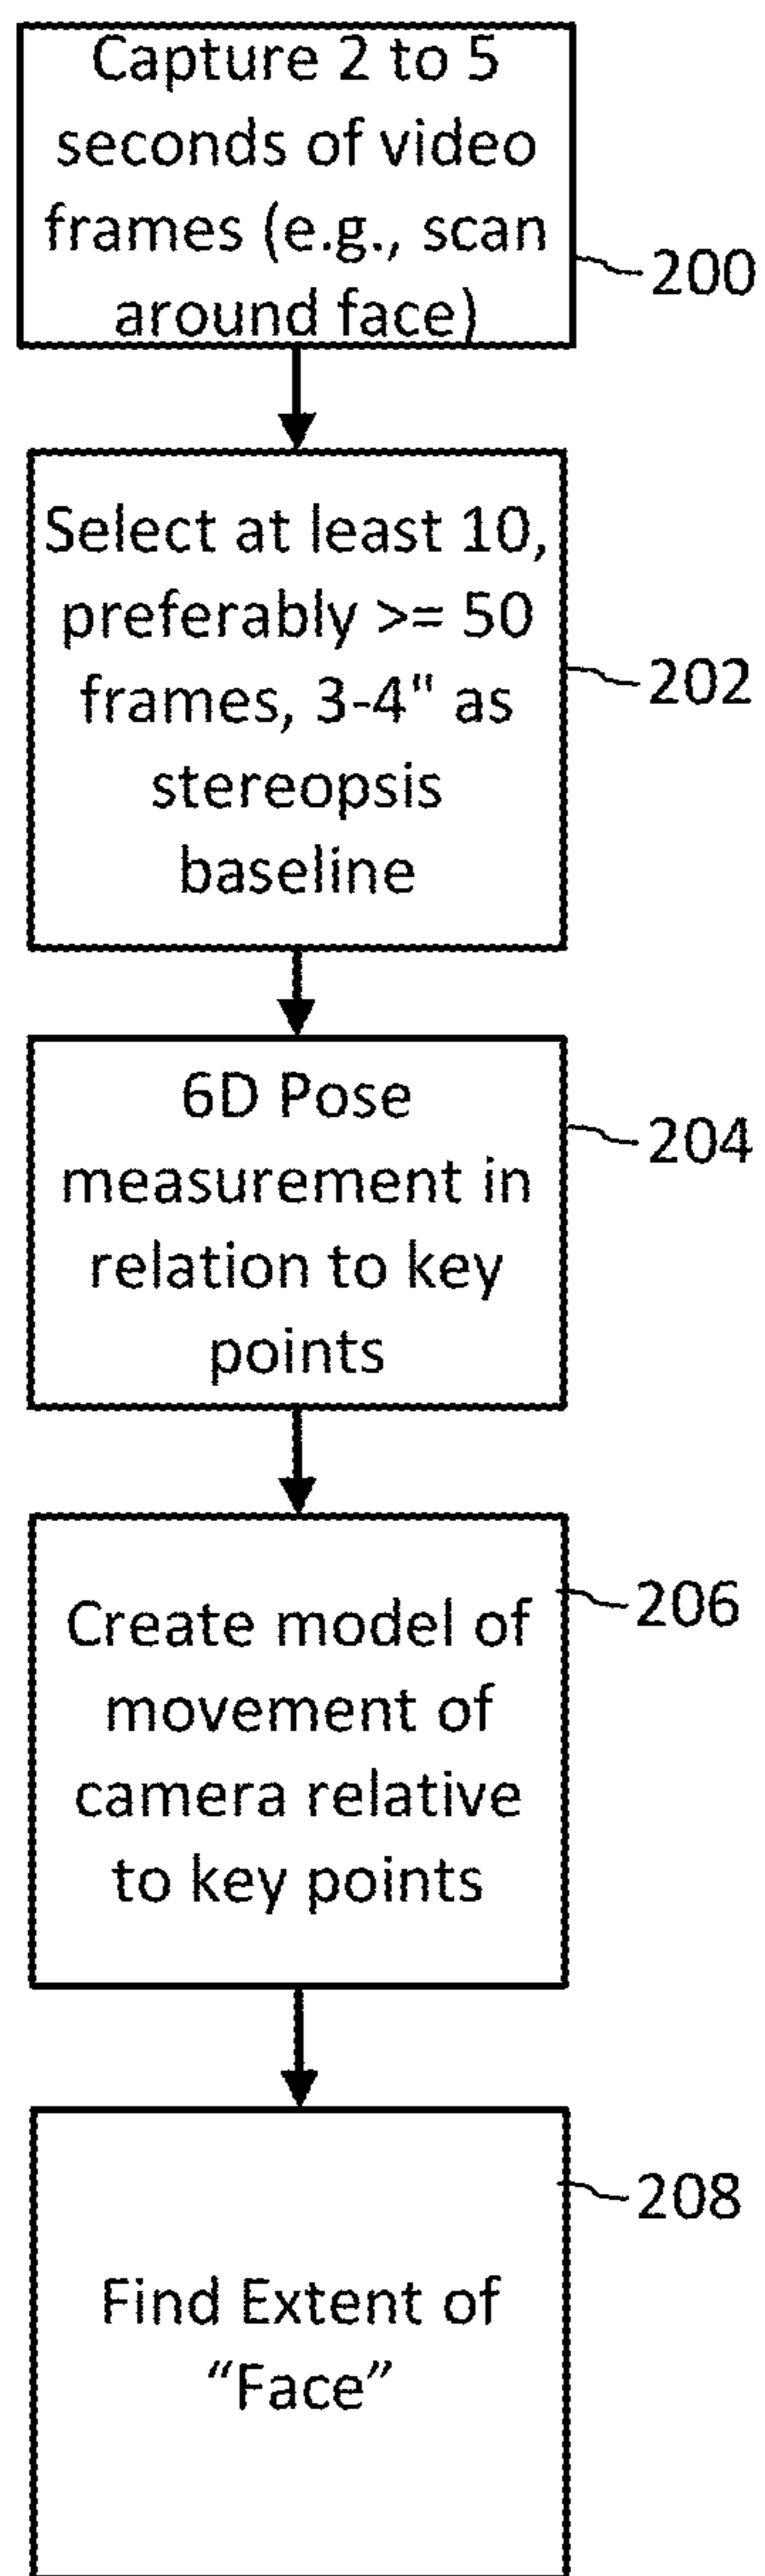 Capture 2 to 5
seconds of video
frames (e.g., scan
around face)
200
Select at least 10,
preferably >= 50
frames, 3-4" as
stereopsis
baseline
202
6D Pose
measurement in
relation to key
points
204
Create model of
movement of
camera relative
to key points
206
Find Extent of
“Face”
208